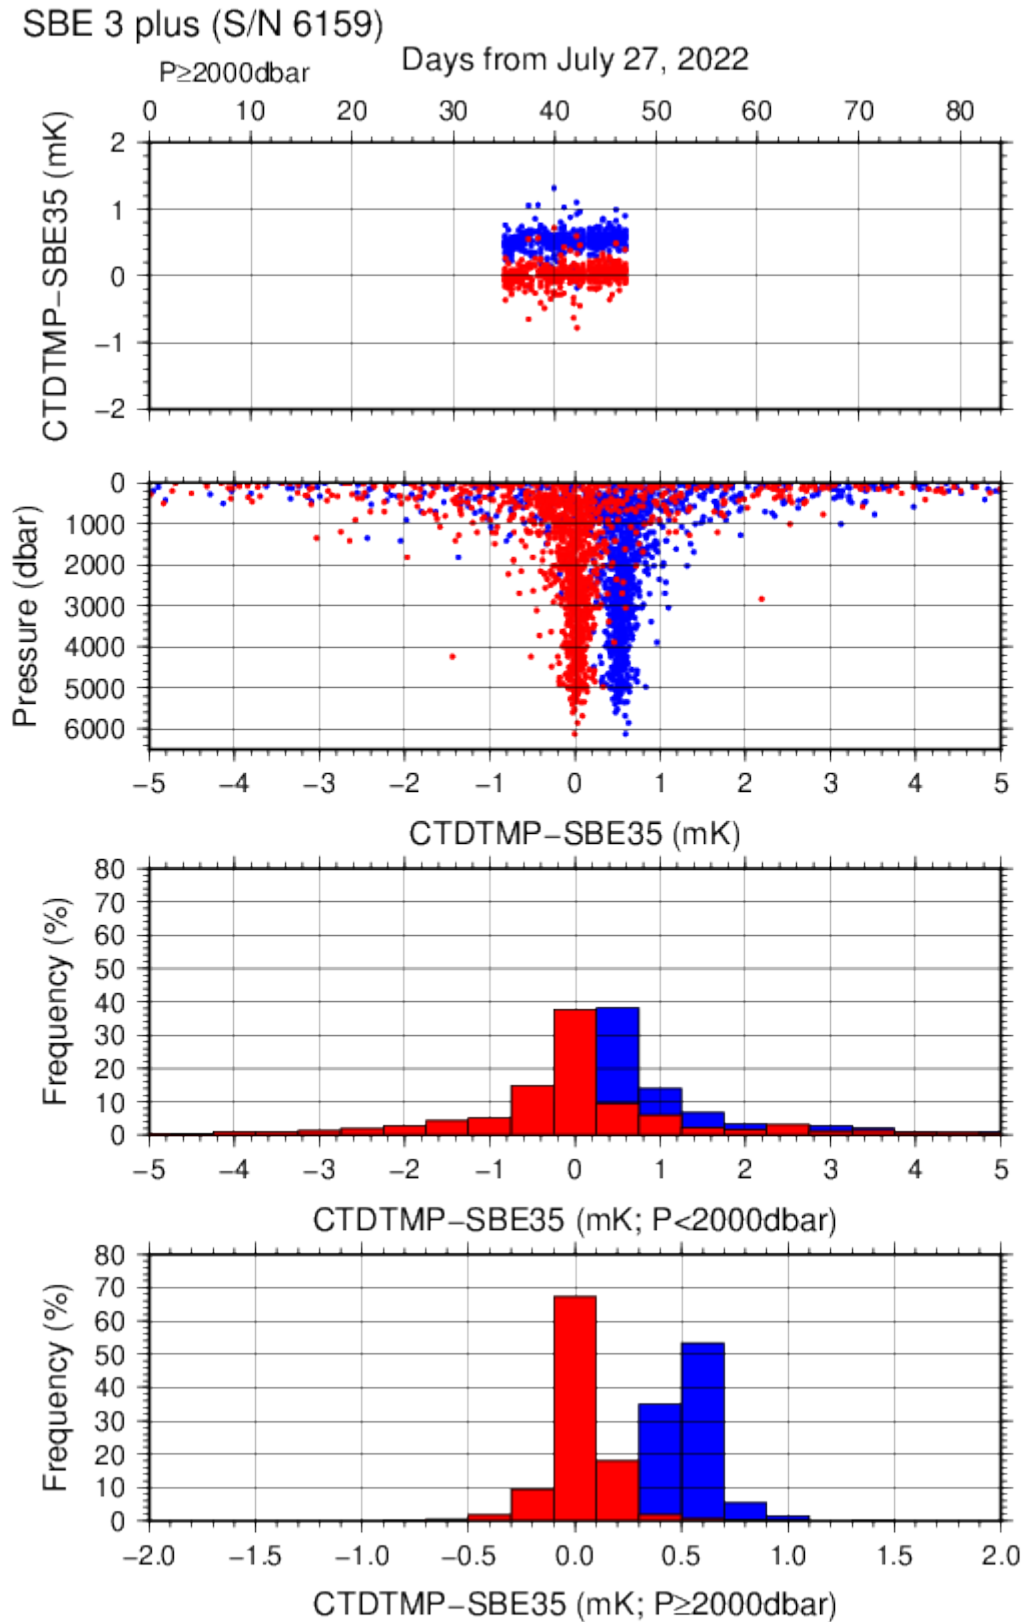 SBE 3 plus (S/N 6159)
P≥2000dbar
Days from July 27, 2022
0 10 20 30 40 50 60 70 80
CTDTMP−SBE35 (mK)
2
1
0
−1
−2
Pressure (dbar)
0
1000
2000
3000
4000
5000
6000
−5 −4 −3 −2 −1 0 1 2 3 4 5
CTDTMP−SBE35 (mK)
Frequency (%)
80
70
60
50
40
30
20
10
0
−5 −4 −3 −2 −1 0 1 2 3 4 5
CTDTMP−SBE35 (mK; P<2000dbar)
Frequency (%)
80
70
60
50
40
30
20
10
0
−2.0 −1.5 −1.0 −0.5 0.0 0.5 1.0 1.5 2.0
CTDTMP−SBE35 (mK; P≥2000dbar)